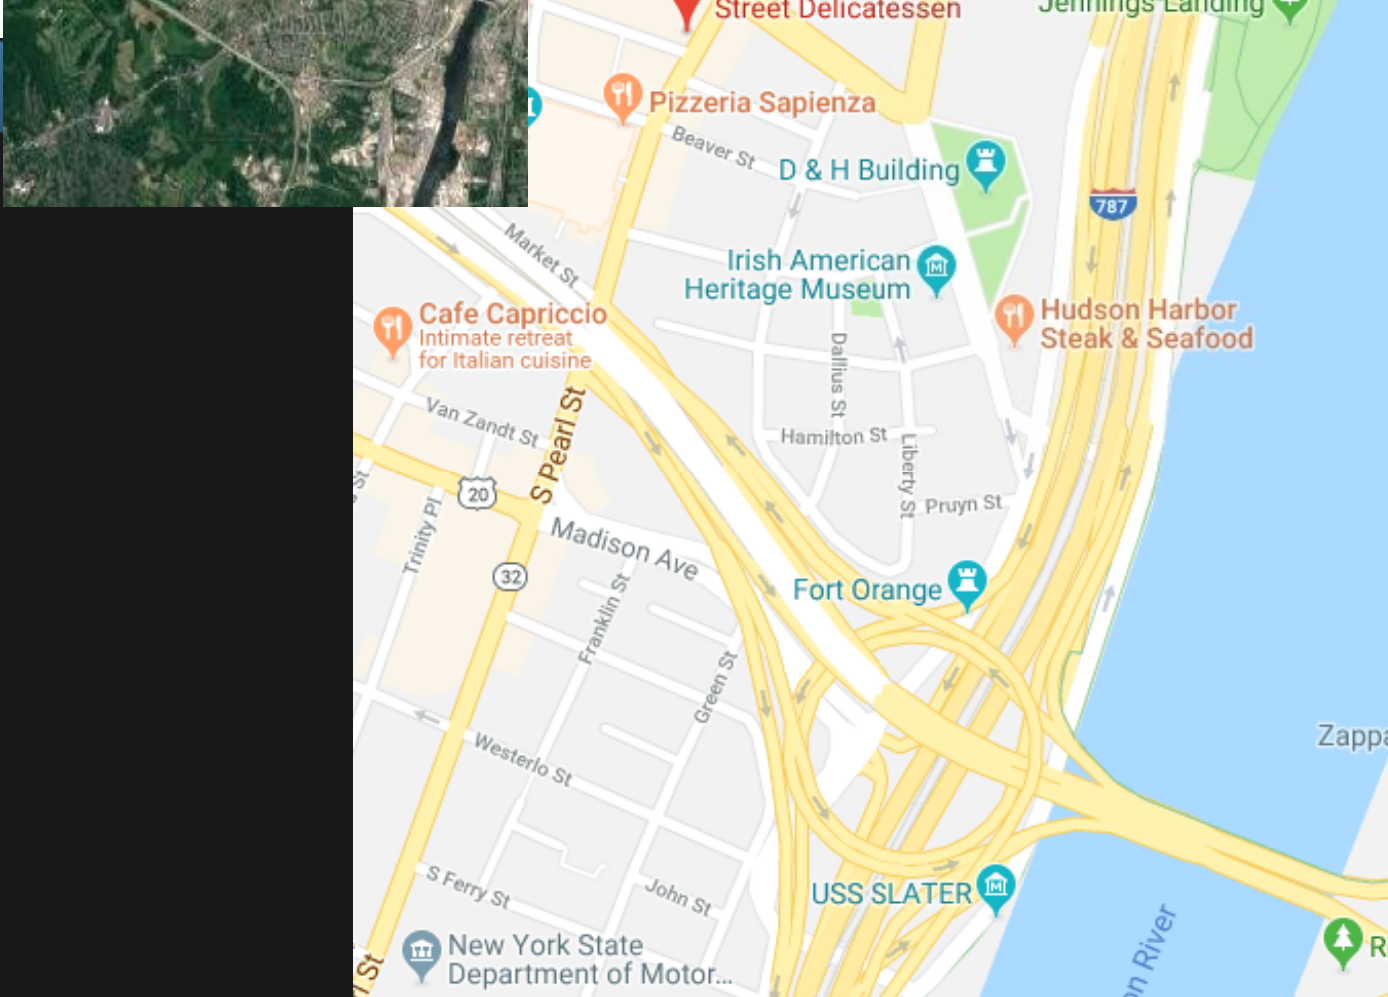 Street Delicatessen
Jennings Landing
Pizzeria Sapienza
Beaver St
D & H Building
787
Market St
Irish American
Heritage Museum
Cafe Capriccio
Intimate retreat
for Italian cuisine
Hudson Harbor
Steak & Seafood
Dallius St
Van Zandt St
S Pearl St
Hamilton St
Liberty St
20
St
Pruyn St
Trinity Pl
Madison Ave
32
Fort Orange
Franklin St
Green St
Westerlo St
Zappa
S Ferry St
John St
USS SLATER
New York State
Department of Motor...
on River
R
St